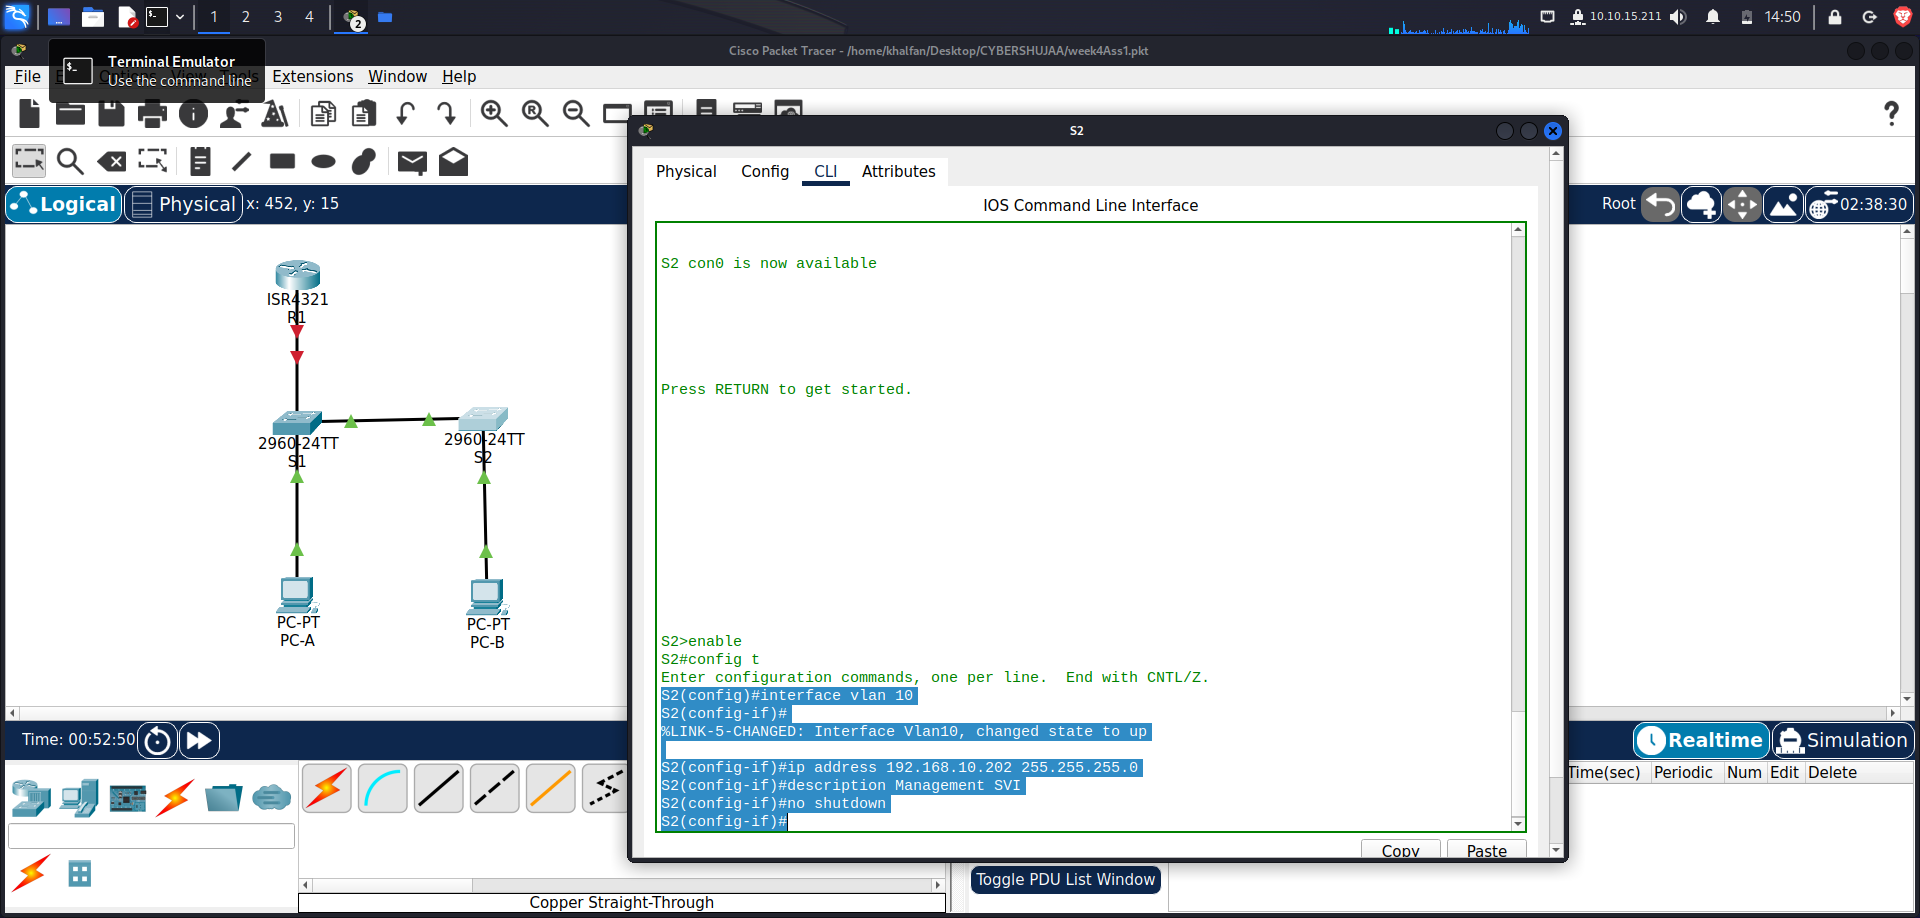 1 2 3 4
2
10.10.15.211
14:50
Cisco Packet Tracer - /home/khalfan/Desktop/CYBERSHUJAA/week4Ass1.pkt
Terminal Emulator
Use the command line
File
Extensions Window Help
S2
Physical Config CLI Attributes
Logical
Physical
x: 452, y: 15
Root
02:38:30
IOS Command Line Interface
S2 con0 is now available
Press RETURN to get started.
S2>enable
S2#config t
Enter configuration commands, one per line.  End with CNTL/Z.
S2(config)#interface vlan 10
S2(config-if)#
%LINK-5-CHANGED: Interface Vlan10, changed state to up
S2(config-if)#ip address 192.168.10.202 255.255.255.0
S2(config-if)#description Management SVI
S2(config-if)#no shutdown
S2(config-if)#
Copy Paste
ISR4321
R1
2960-24TT
S1
2960-24TT
S2
PC-PT
PC-A
PC-PT
PC-B
Time: 00:52:50
Realtime
Simulation
Time(sec) Periodic Num Edit Delete
Toggle PDU List Window
Copper Straight-Through